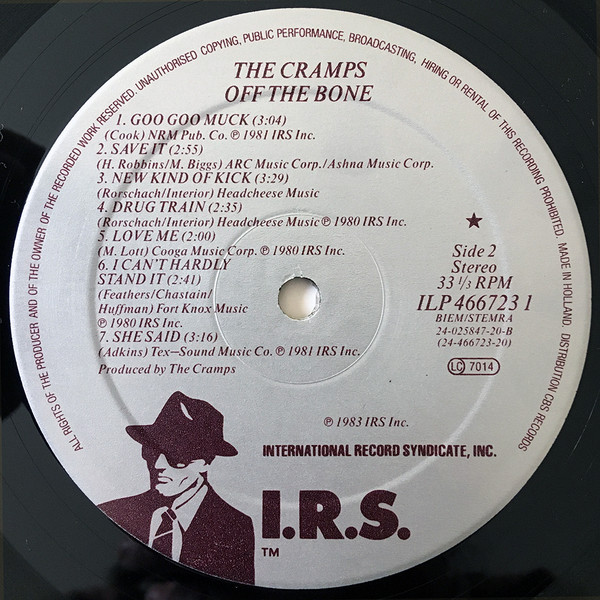 ALL RIGHTS OF THE PRODUCER AND OF THE OWNER OF THE RECORDED WORK RESERVED. UNAUTHORISED COPYING, PUBLIC PERFORMANCE, BROADCASTING, HIRING OR RENTAL OF THIS RECORDING PROHIBITED. MADE IN HOLLAND. DISTRIBUTION CBS RECORDS
THE CRAMPS
OFF THE BONE
1. GOO GOO MUCK (3:04)
(Cook) NRM Pub. Co. ℗ 1981 IRS Inc.
2. SAVE IT (2:55)
(H. Robbins/M. Biggs) ARC Music Corp./Ashna Music Corp.
3. NEW KIND OF KICK (3:29)
(Rorschach/Interior) Headcheese Music
4. DRUG TRAIN (2:35)
(Rorschach/Interior) Headcheese Music ℗ 1980 IRS Inc.
5. LOVE ME (2:00)
(M. Lott) Cooga Music Corp. ℗ 1980 IRS Inc.
6. I CAN'T HARDLY
STAND IT (2:41)
(Feathers/Chastain/
Huffman) Fort Knox Music
℗ 1980 IRS Inc.
7. SHE SAID (3:16)
(Adkins) Tex–Sound Music Co. ℗ 1981 IRS Inc.
Produced by The Cramps
★
Side 2
Stereo
33 1/3 RPM
ILP 466723 1
BIEM/STEMRA
24-025847-20-B
(24-466723-20)
LC 7014
℗ 1983 IRS Inc.
INTERNATIONAL RECORD SYNDICATE, INC.
I.R.S.
TM